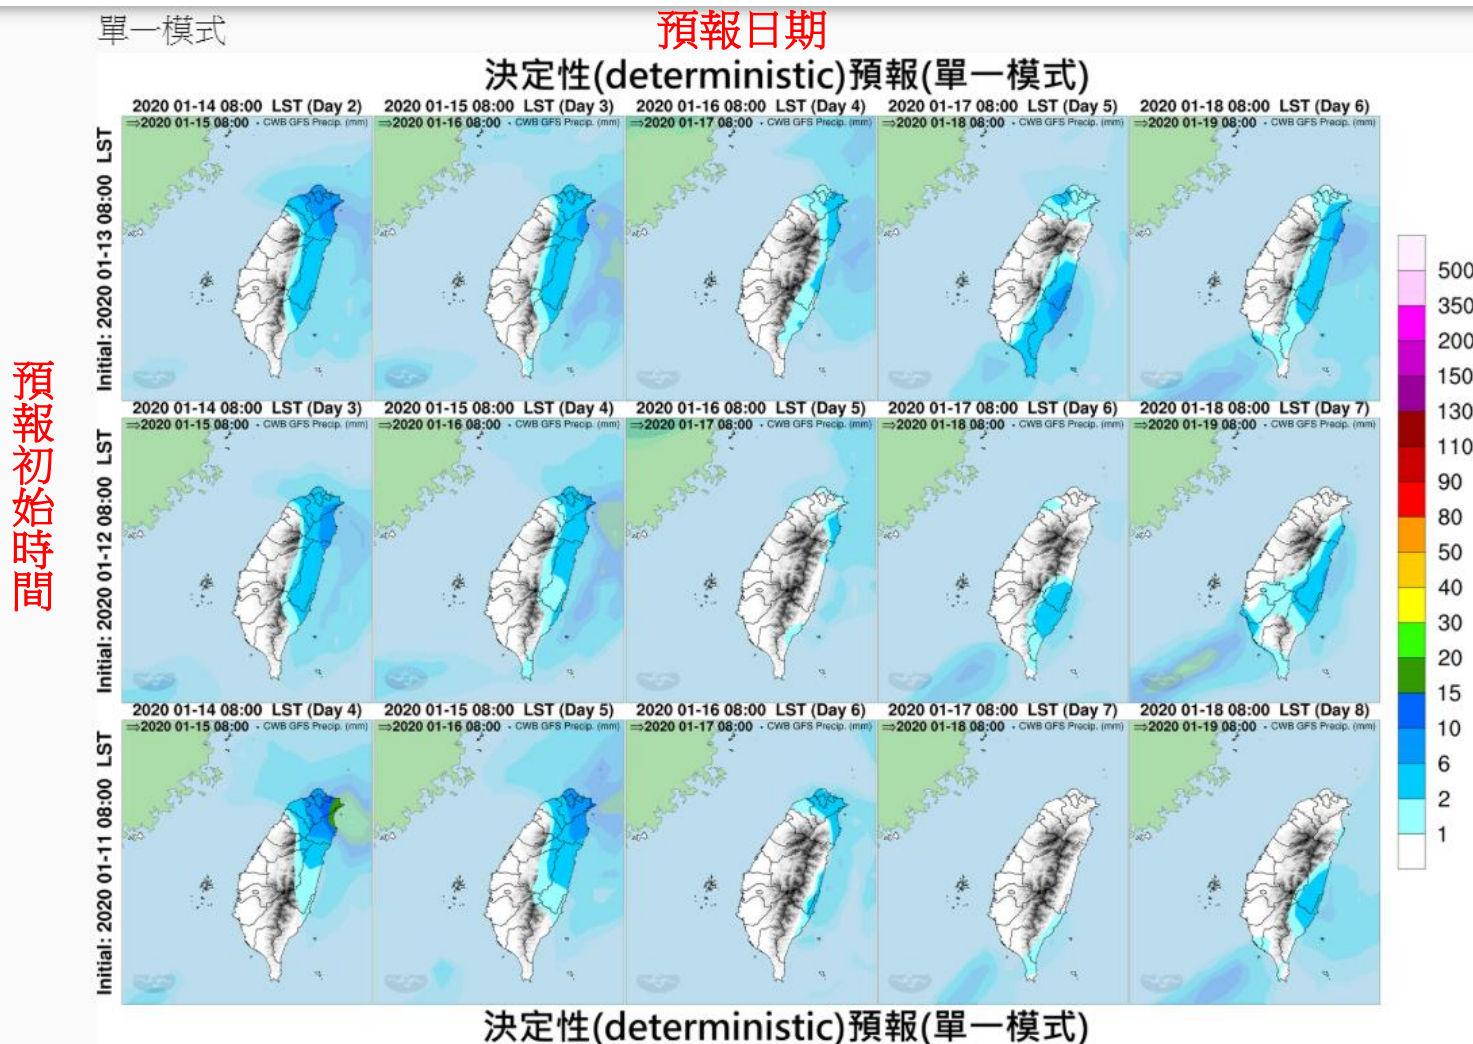 單一模式
預報日期
決定性(deterministic)預報(單一模式)
預報初始時間
Initial: 2020 01-13 08:00 LST
2020 01-14 08:00 LST (Day 2)
⇒2020 01-15 08:00 - CWB GFS Precip. (mm)
2020 01-15 08:00 LST (Day 3)
⇒2020 01-16 08:00 - CWB GFS Precip. (mm)
2020 01-16 08:00 LST (Day 4)
⇒2020 01-17 08:00 - CWB GFS Precip. (mm)
2020 01-17 08:00 LST (Day 5)
⇒2020 01-18 08:00 - CWB GFS Precip. (mm)
2020 01-18 08:00 LST (Day 6)
⇒2020 01-19 08:00 - CWB GFS Precip. (mm)
Initial: 2020 01-12 08:00 LST
2020 01-14 08:00 LST (Day 3)
⇒2020 01-15 08:00 - CWB GFS Precip. (mm)
2020 01-15 08:00 LST (Day 4)
⇒2020 01-16 08:00 - CWB GFS Precip. (mm)
2020 01-16 08:00 LST (Day 5)
⇒2020 01-17 08:00 - CWB GFS Precip. (mm)
2020 01-17 08:00 LST (Day 6)
⇒2020 01-18 08:00 - CWB GFS Precip. (mm)
2020 01-18 08:00 LST (Day 7)
⇒2020 01-19 08:00 - CWB GFS Precip. (mm)
Initial: 2020 01-11 08:00 LST
2020 01-14 08:00 LST (Day 4)
⇒2020 01-15 08:00 - CWB GFS Precip. (mm)
2020 01-15 08:00 LST (Day 5)
⇒2020 01-16 08:00 - CWB GFS Precip. (mm)
2020 01-16 08:00 LST (Day 6)
⇒2020 01-17 08:00 - CWB GFS Precip. (mm)
2020 01-17 08:00 LST (Day 7)
⇒2020 01-18 08:00 - CWB GFS Precip. (mm)
2020 01-18 08:00 LST (Day 8)
⇒2020 01-19 08:00 - CWB GFS Precip. (mm)
500
350
200
150
130
110
90
80
50
40
30
20
15
10
6
2
1
決定性(deterministic)預報(單一模式)